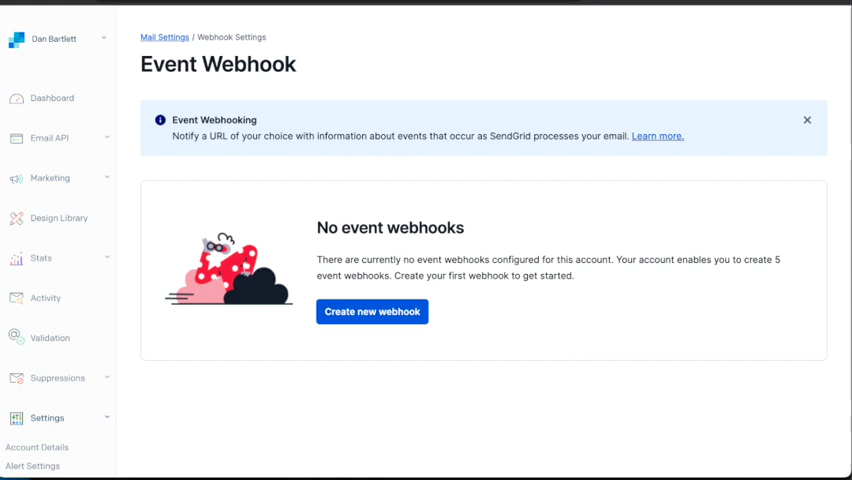 Dan Bartlett
Dashboard
Email API
Marketing
Design Library
Stats
Activity
Validation
Suppressions
Settings
Account Details
Alert Settings
Mail Settings / Webhook Settings
Event Webhook
Event Webhooking
Notify a URL of your choice with information about events that occur as SendGrid processes your email. Learn more.
No event webhooks
There are currently no event webhooks configured for this account. Your account enables you to create 5
event webhooks. Create your first webhook to get started.
Create new webhook